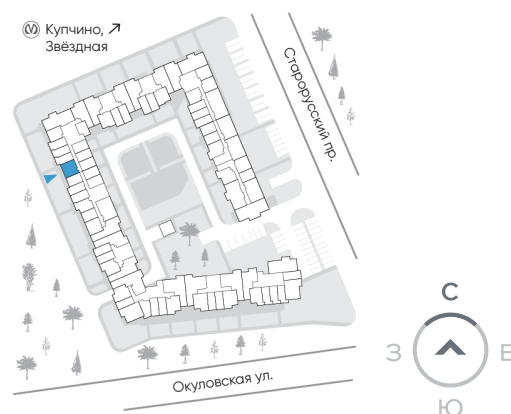 Купчино, ↗
Звёздная
Старорусский пр.
Окуловская ул.
С
З
В
Ю